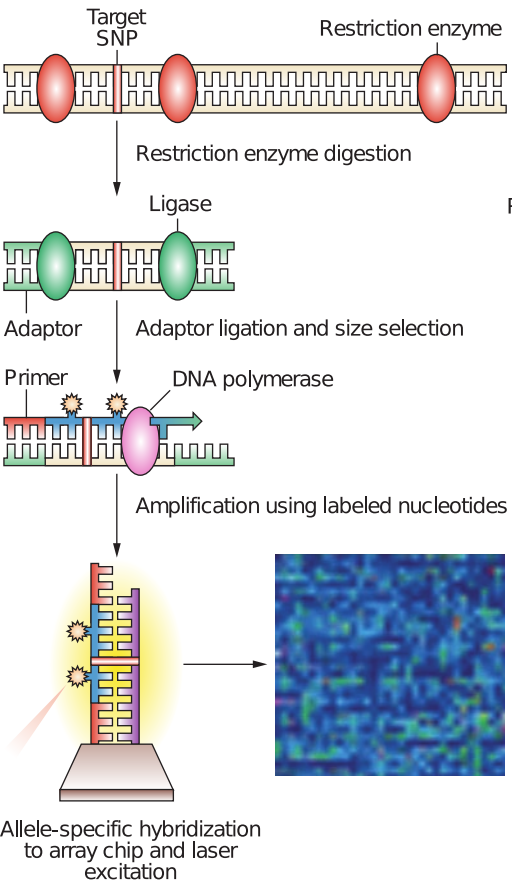 Target
SNP
Restriction enzyme
Restriction enzyme digestion
Ligase
Adaptor
Adaptor ligation and size selection
Primer
DNA polymerase
Amplification using labeled nucleotides
Allele-specific hybridization
to array chip and laser
excitation